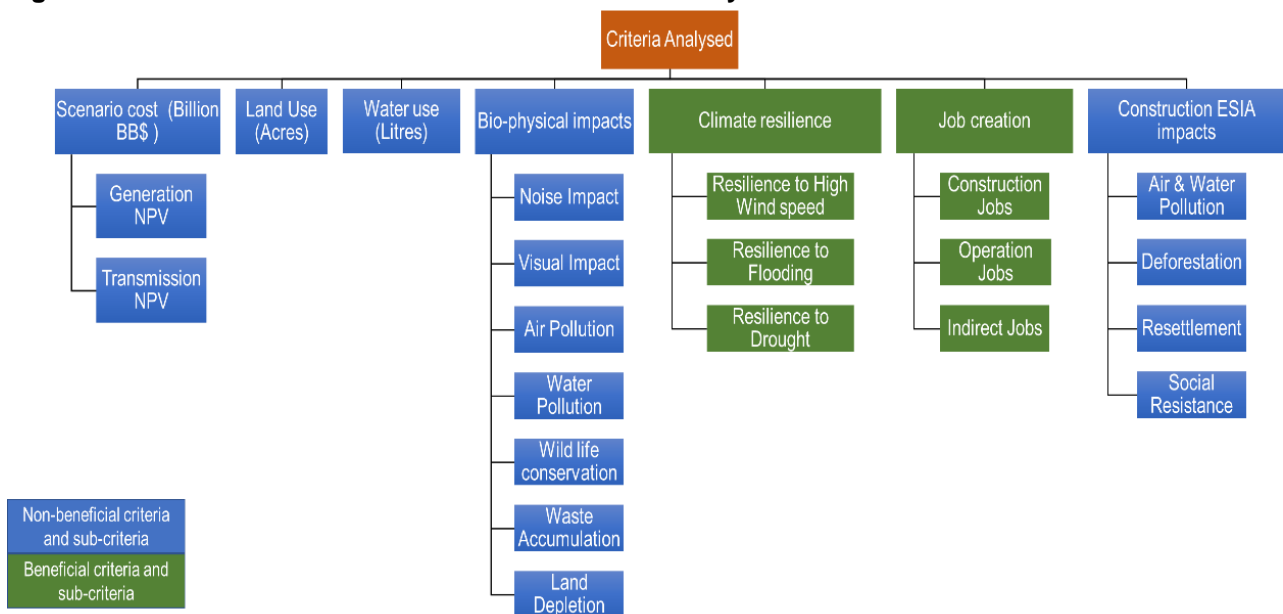 Criteria Analysed
Scenario cost (Billion
BB$ )
Land Use
(Acres)
Water use
(Litres)
Bio-physical impacts
Climate resilience
Job creation
Construction ESIA
impacts
Generation
NPV
Transmission
NPV
Noise Impact
Visual Impact
Air Pollution
Water
Pollution
Wild life
conservation
Waste
Accumulation
Land
Depletion
Resilience to High
Wind speed
Resilience to
Flooding
Resilience to
Drought
Construction
Jobs
Operation
Jobs
Indirect Jobs
Air & Water
Pollution
Deforestation
Resettlement
Social
Resistance
Non-beneficial criteria
and sub-criteria
Beneficial criteria and
sub-criteria